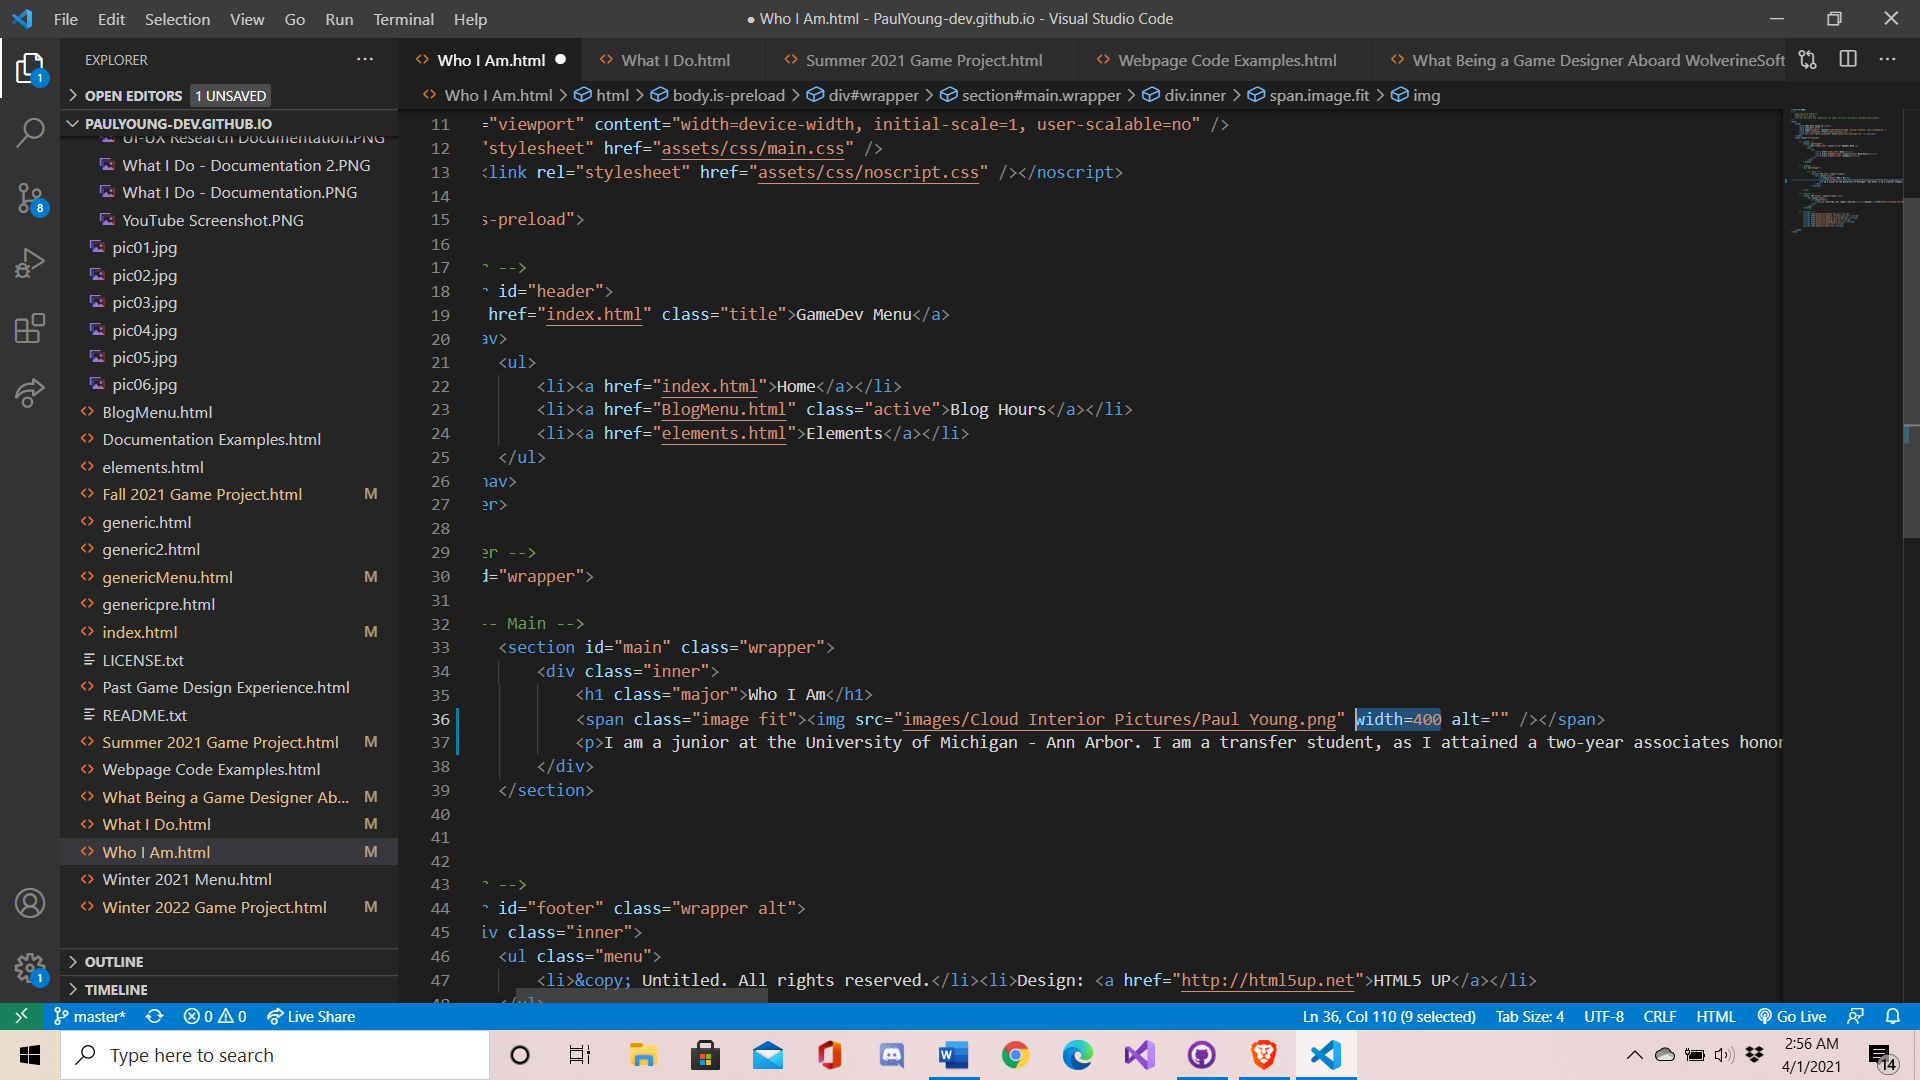 File Edit Selection View Go Run Terminal Help
● Who I Am.html - PaulYoung-dev.github.io - Visual Studio Code
EXPLORER
OPEN EDITORS 1 UNSAVED
PAULYOUNG-DEV.GITHUB.IO
UI-UX Research Documentation.PNG
What I Do - Documentation 2.PNG
What I Do - Documentation.PNG
YouTube Screenshot.PNG
pic01.jpg
pic02.jpg
pic03.jpg
pic04.jpg
pic05.jpg
pic06.jpg
BlogMenu.html
Documentation Examples.html
elements.html
Fall 2021 Game Project.html M
generic.html
generic2.html
genericMenu.html M
genericpre.html
index.html M
LICENSE.txt
Past Game Design Experience.html
README.txt
Summer 2021 Game Project.html M
Webpage Code Examples.html
What Being a Game Designer Ab... M
What I Do.html M
Who I Am.html M
Winter 2021 Menu.html
Winter 2022 Game Project.html M
OUTLINE
TIMELINE
1
8
1
Who I Am.html What I Do.html Summer 2021 Game Project.html Webpage Code Examples.html What Being a Game Designer Aboard WolverineSoft
Who I Am.html > html > body.is-preload > div#wrapper > section#main.wrapper > div.inner > span.image.fit > img
11 ="viewport" content="width=device-width, initial-scale=1, user-scalable=no" />
12 "stylesheet" href="assets/css/main.css" />
13 <link rel="stylesheet" href="assets/css/noscript.css" /></noscript>
14
15 s-preload">
16
17 -->
18 id="header">
19 href="index.html" class="title">GameDev Menu</a>
20 av>
21 <ul>
22 <li><a href="index.html">Home</a></li>
23 <li><a href="BlogMenu.html" class="active">Blog Hours</a></li>
24 <li><a href="elements.html">Elements</a></li>
25 </ul>
26 nav>
27 er>
28
29 er -->
30 d="wrapper">
31
32 -- Main -->
33 <section id="main" class="wrapper">
34 <div class="inner">
35 <h1 class="major">Who I Am</h1>
36 <span class="image fit"><img src="images/Cloud Interior Pictures/Paul Young.png" width=400 alt="" /></span>
37 <p>I am a junior at the University of Michigan - Ann Arbor. I am a transfer student, as I attained a two-year associates honor
38 </div>
39 </section>
40
41
42
43 -->
44 id="footer" class="wrapper alt">
45 iv class="inner">
46 <ul class="menu">
47 <li>&copy; Untitled. All rights reserved.</li><li>Design: <a href="http://html5up.net">HTML5 UP</a></li>
48 </ul>
master* 0 0 Live Share
Ln 36, Col 110 (9 selected) Tab Size: 4 UTF-8 CRLF HTML Go Live
Type here to search
2:56 AM
4/1/2021
14